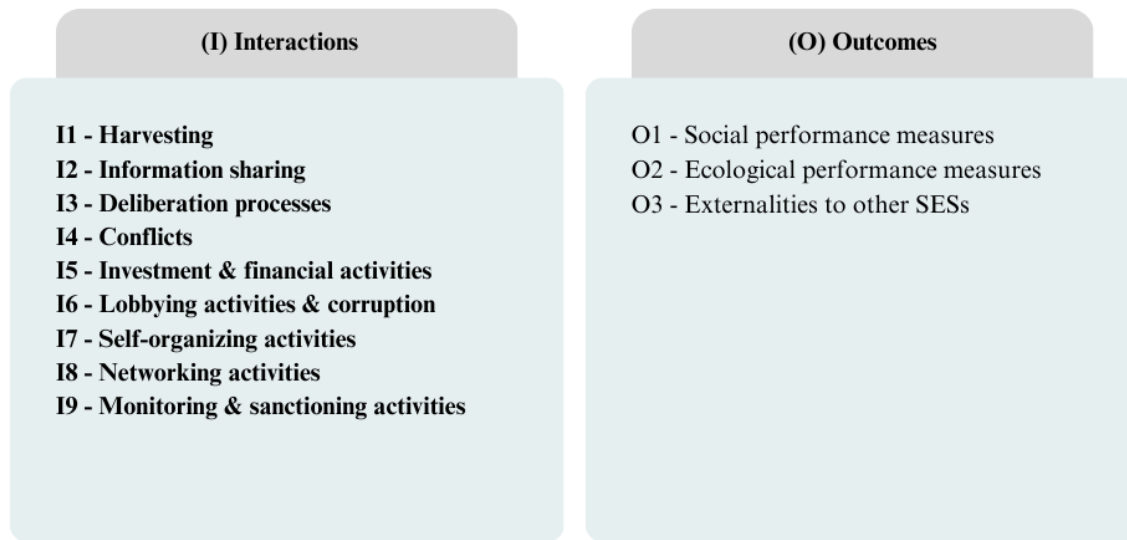 (I) Interactions
I1 - Harvesting
I2 - Information sharing
I3 - Deliberation processes
I4 - Conflicts
I5 - Investment & financial activities
I6 - Lobbying activities & corruption
I7 - Self-organizing activities
I8 - Networking activities
I9 - Monitoring & sanctioning activities
(O) Outcomes
O1 - Social performance measures
O2 - Ecological performance measures
O3 - Externalities to other SESs